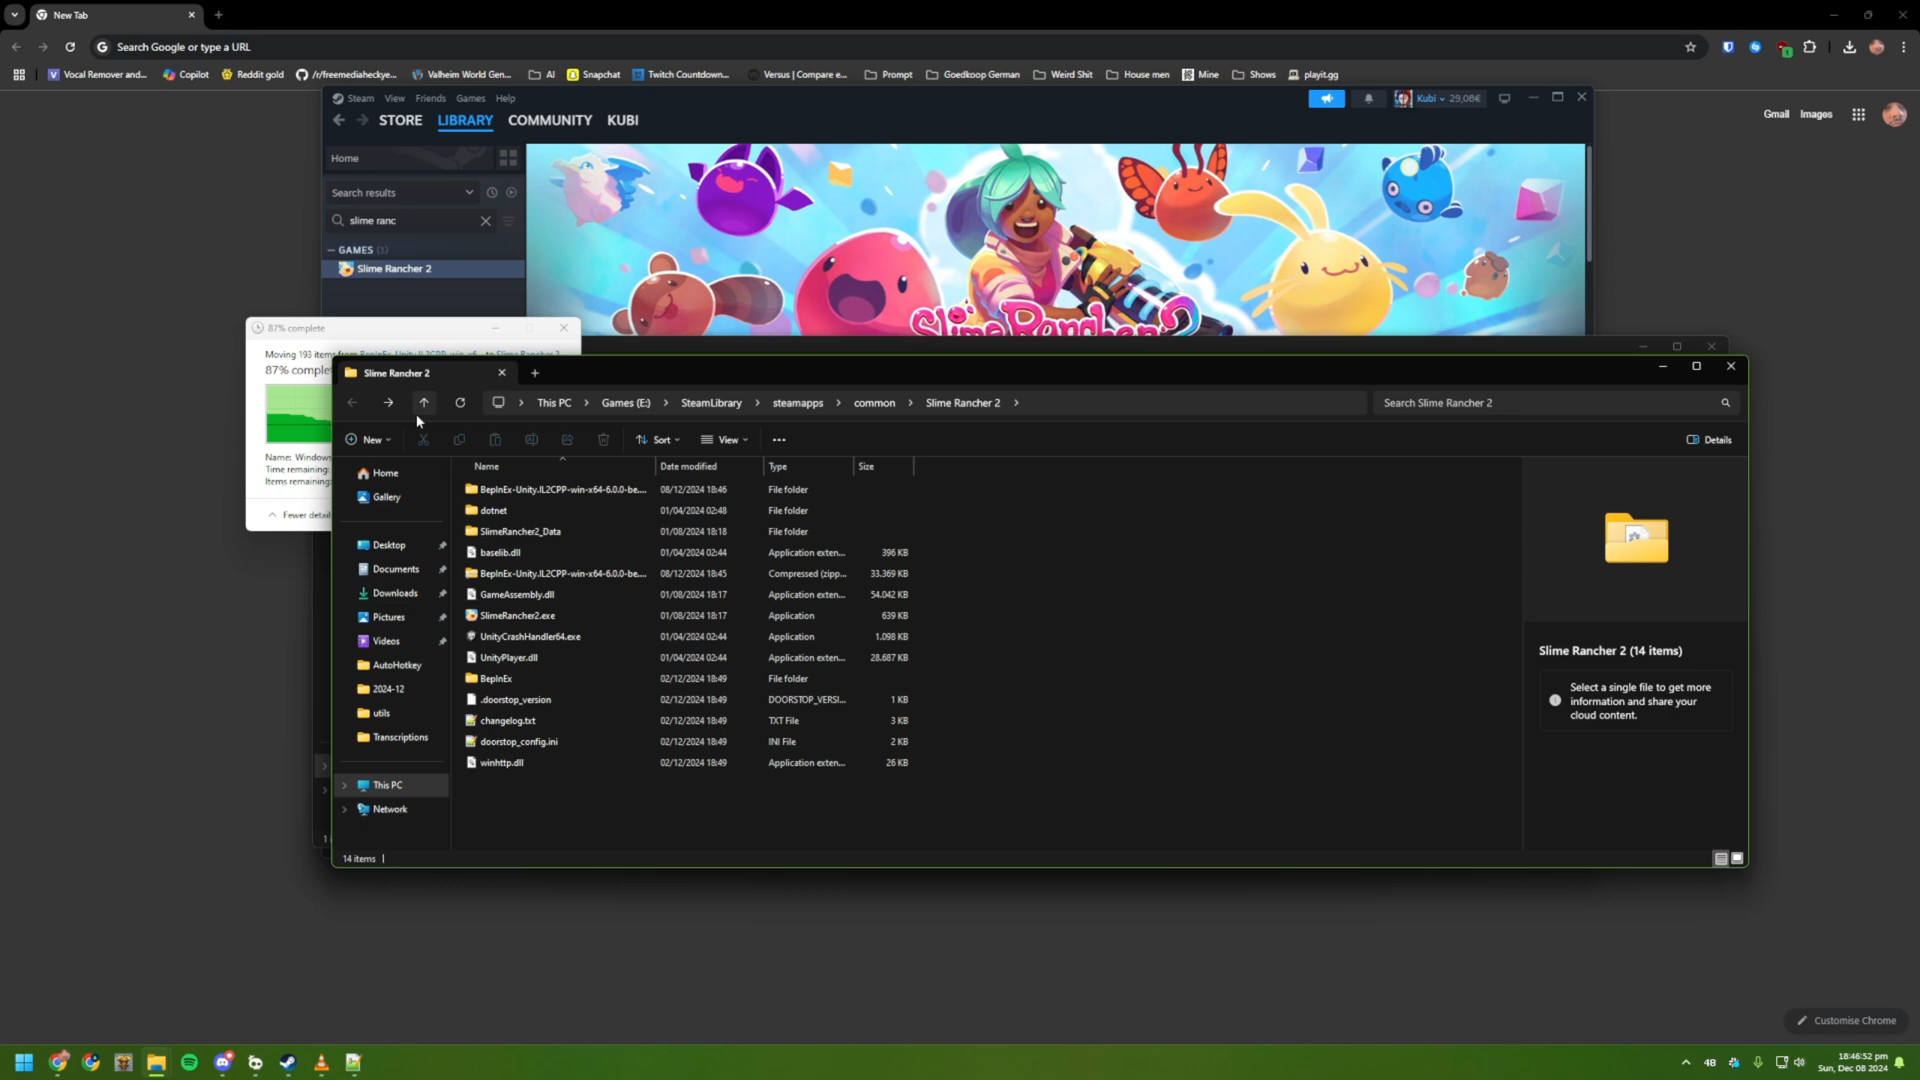 New Tab
Search Google or type a URL
Vocal Remover and...
Copilot
Reddit gold
/r/freemediaheckye...
Valheim World Gen...
AI
Snapchat
Twitch Countdown...
Versus | Compare e...
Prompt
Goedkoop German
Weird Shit
House men
Mine
Shows
playit.gg
Gmail Images
Steam View Friends Games Help
Kubi 29,08€
STORE LIBRARY COMMUNITY KUBI
Home
Search results
slime ranc
GAMES (1)
Slime Rancher 2
Slime Rancher 2
87% complete
Moving 193 items from
87% comple
Name: Windows
Time remaining:
Items remaining:
Fewer detail
Slime Rancher 2
This PC > Games (E:) > SteamLibrary > steamapps > common > Slime Rancher 2 >
Search Slime Rancher 2
New
Sort
View
Details
Home
Gallery
Desktop
Documents
Downloads
Pictures
Videos
AutoHotkey
2024-12
utils
Transcriptions
This PC
Network
Name Date modified Type Size
BepInEx-Unity.IL2CPP-win-x64-6.0.0-be.... 08/12/2024 18:46 File folder
dotnet 01/04/2024 02:48 File folder
SlimeRancher2_Data 01/08/2024 18:18 File folder
baselib.dll 01/04/2024 02:44 Application exten... 396 KB
BepInEx-Unity.IL2CPP-win-x64-6.0.0-be.... 08/12/2024 18:45 Compressed (zipp... 33.369 KB
GameAssembly.dll 01/08/2024 18:17 Application exten... 54.042 KB
SlimeRancher2.exe 01/08/2024 18:17 Application 639 KB
UnityCrashHandler64.exe 01/04/2024 02:44 Application 1.098 KB
UnityPlayer.dll 01/04/2024 02:44 Application exten... 28.687 KB
BepInEx 02/12/2024 18:49 File folder
.doorstop_version 02/12/2024 18:49 DOORSTOP_VERSI... 1 KB
changelog.txt 02/12/2024 18:49 TXT File 3 KB
doorstop_config.ini 02/12/2024 18:49 INI File 2 KB
winhttp.dll 02/12/2024 18:49 Application exten... 26 KB
Slime Rancher 2 (14 items)
Select a single file to get more
information and share your
cloud content.
14 items
Customise Chrome
48
18:46:52 pm
Sun, Dec 08 2024